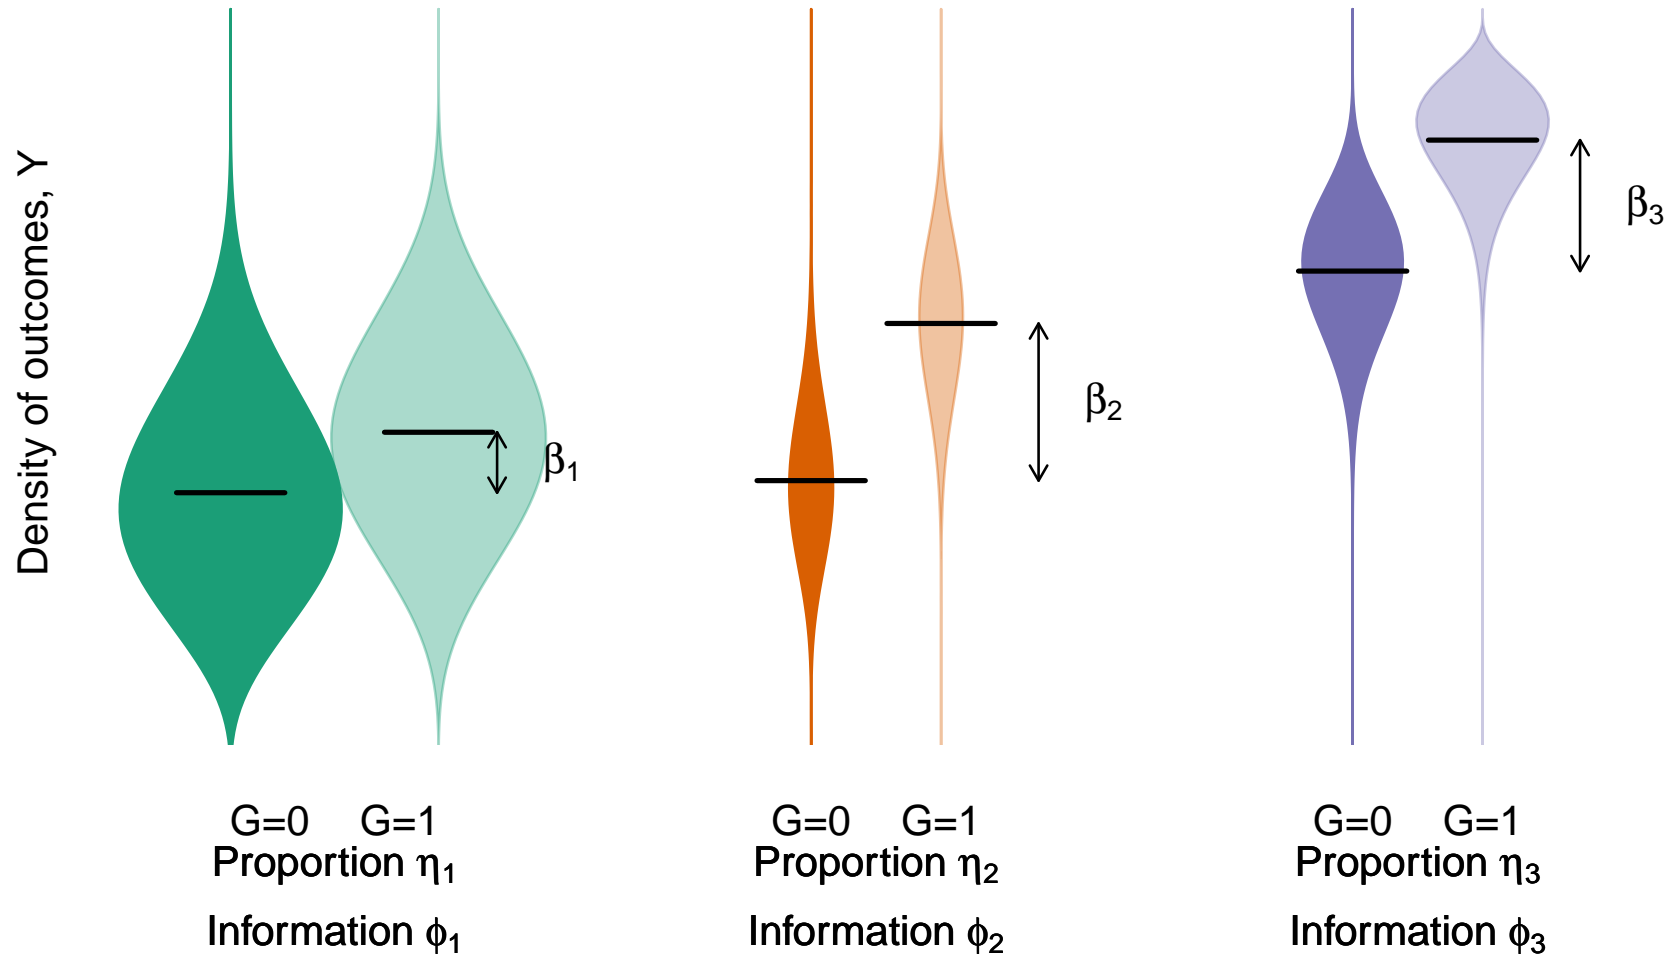 Density of outcomes, Y
β₁
β₂
β₃
G=0 G=1
Proportion η₁
Information ϕ₁
G=0 G=1
Proportion η₂
Information ϕ₂
G=0 G=1
Proportion η₃
Information ϕ₃